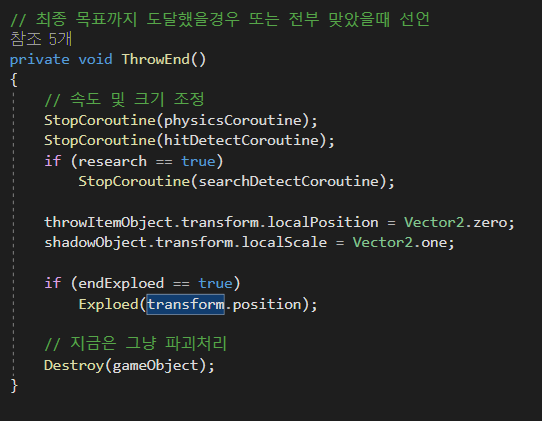 // 최종 목표까지 도달했을경우 또는 전부 맞았을때 선언
참조 5개
private void ThrowEnd()
{
// 속도 및 크기 조정
StopCoroutine(physicsCoroutine);
StopCoroutine(hitDetectCoroutine);
if (research == true)
StopCoroutine(searchDetectCoroutine);
throwItemObject.transform.localPosition = Vector2.zero;
shadowObject.transform.localScale = Vector2.one;
if (endExploed == true)
Exploed(transform.position);
// 지금은 그냥 파괴처리
Destroy(gameObject);
}